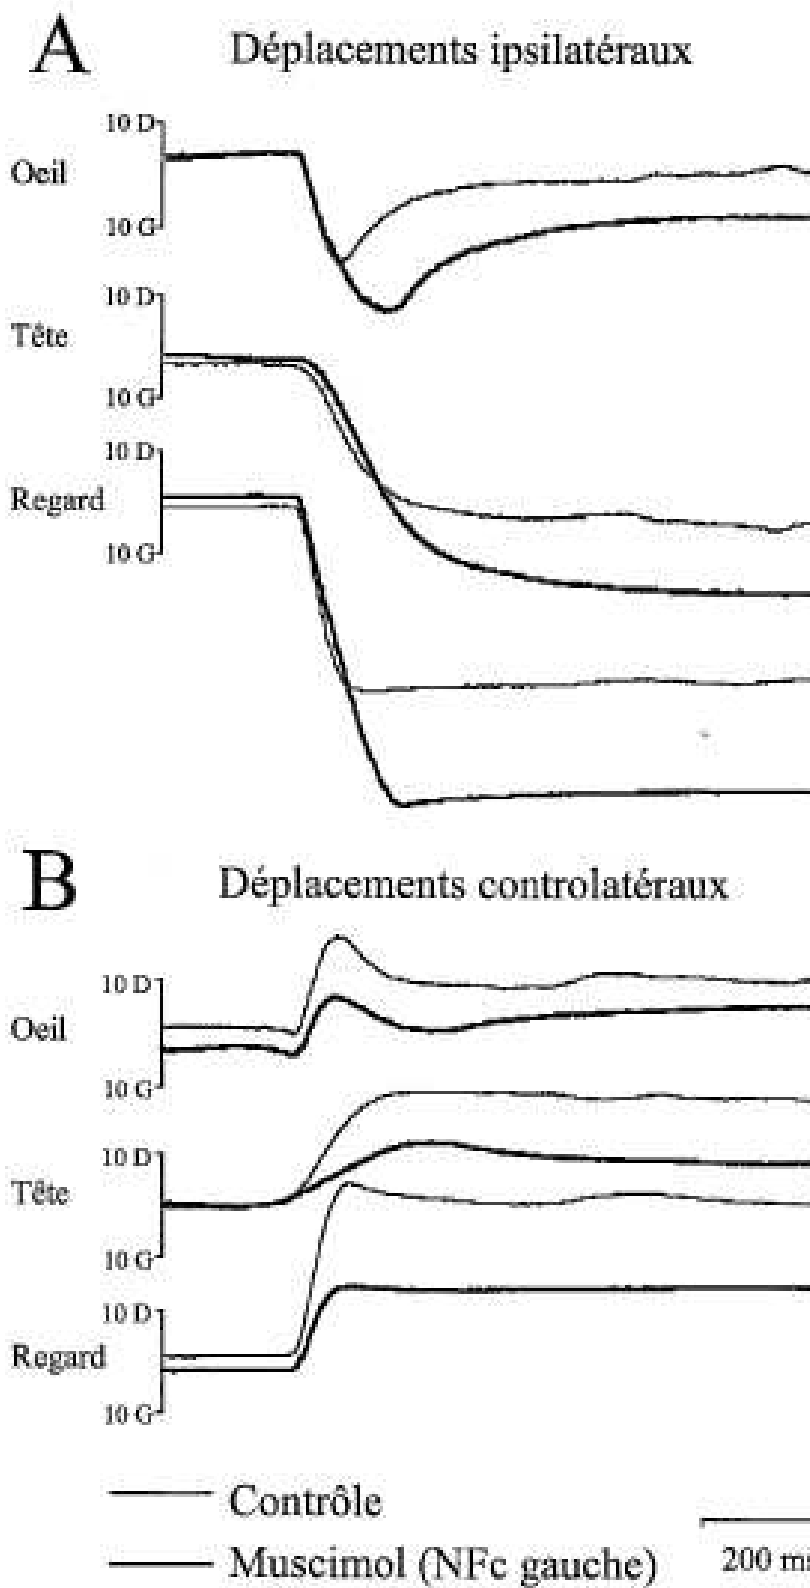 A
Déplacements ipsilatéraux
10 D
Oeil
10 G
10 D
Tête
10 G
10 D
Regard
10 G
B
Déplacements controlatéraux
10 D
Oeil
10 G
10 D
Tête
10 G
10 D
Regard
10 G
Contrôle
Muscimol (NFc gauche)
200 mi